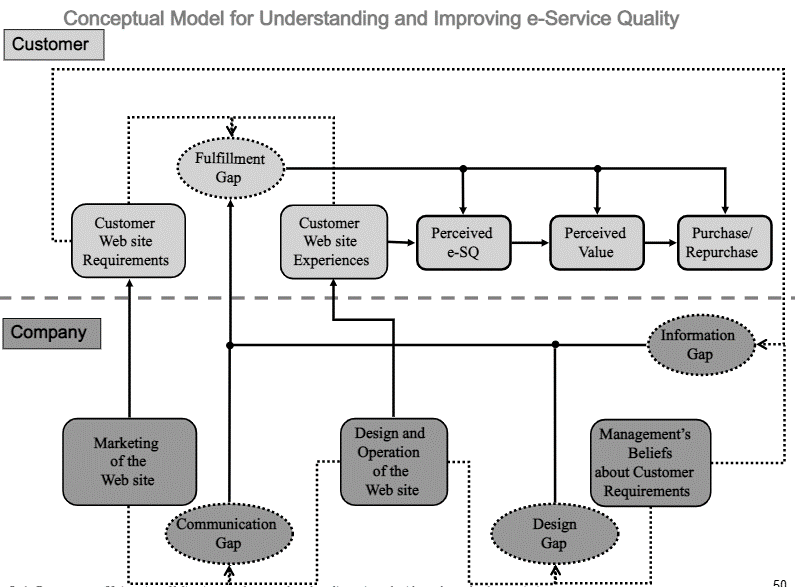 Conceptual Model for Understanding and Improving e-Service Quality
Customer
Fulfillment
Gap
Customer
Web site
Requirements
Customer
Web site
Experiences
Perceived
e-SQ
Perceived
Value
Purchase/
Repurchase
Company
Information
Gap
Marketing
of the
Web site
Design and
Operation
of the
Web site
Management's
Beliefs
about Customer
Requirements
Communication
Gap
Design
Gap
50